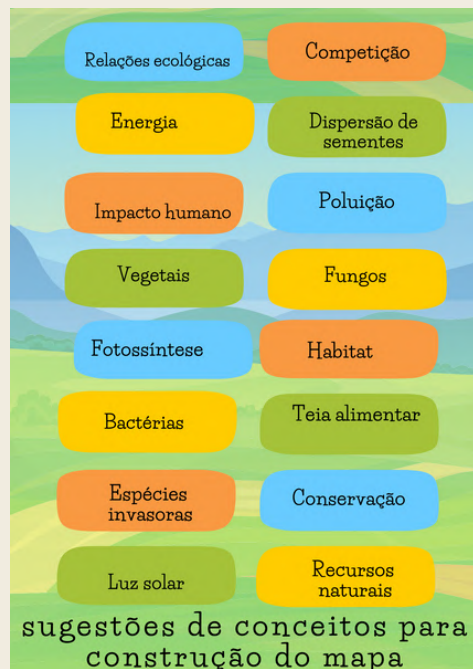 Relações ecológicas
Competição
Energia
Dispersão de
sementes
Impacto humano
Poluição
Vegetais
Fungos
Fotossíntese
Habitat
Bactérias
Teia alimentar
Espécies
invasoras
Conservação
Luz solar
Recursos
naturais
sugestões de conceitos para
construção do mapa